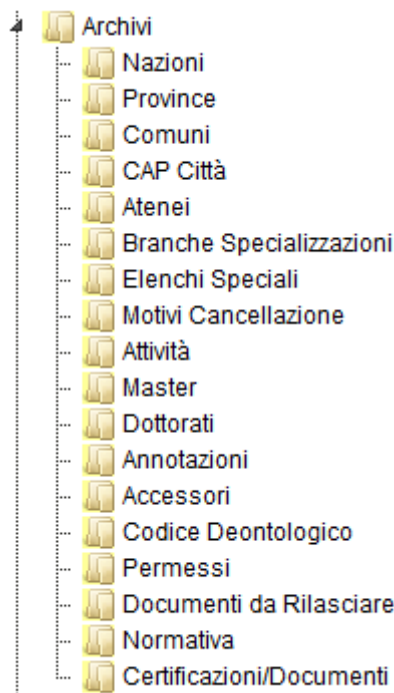 Archivi
Nazioni
Province
Comuni
CAP Città
Atenei
Branche Specializzazioni
Elenchi Speciali
Motivi Cancellazione
Attività
Master
Dottorati
Annotazioni
Accessori
Codice Deontologico
Permessi
Documenti da Rilasciare
Normativa
Certificazioni/Documenti